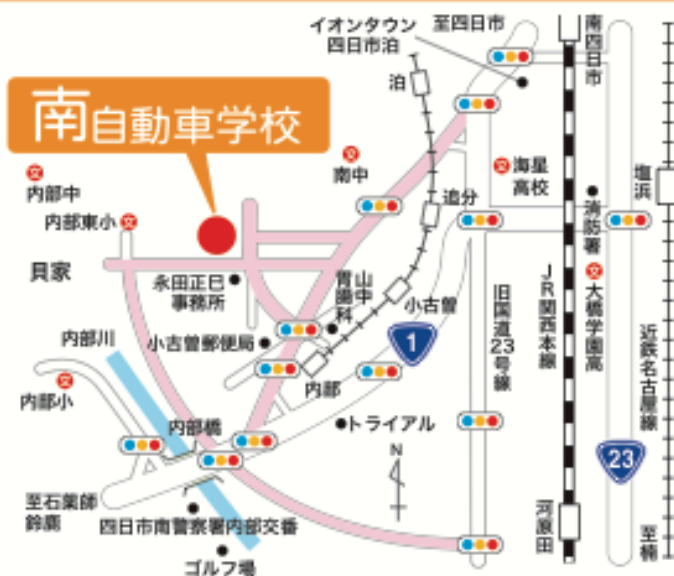 イオンタウン
四日市泊
至四日市
南四日市
泊
南自動車学校
南中
海星
高校
塩浜
内部中
追分
消防署
内部東小
貝家
永田正巳
事務所
山中
胃腸科
小古曽
JR関西本線
大橋学園高
旧国道23号線
近鉄名古屋線
内部川
小古曽郵便局
1
内部
内部小
内部橋
トライアル
N
23
至石薬師
鈴鹿
四日市南警察署内部交番
河原田
至楠
ゴルフ場
文
文
文
文
文
文